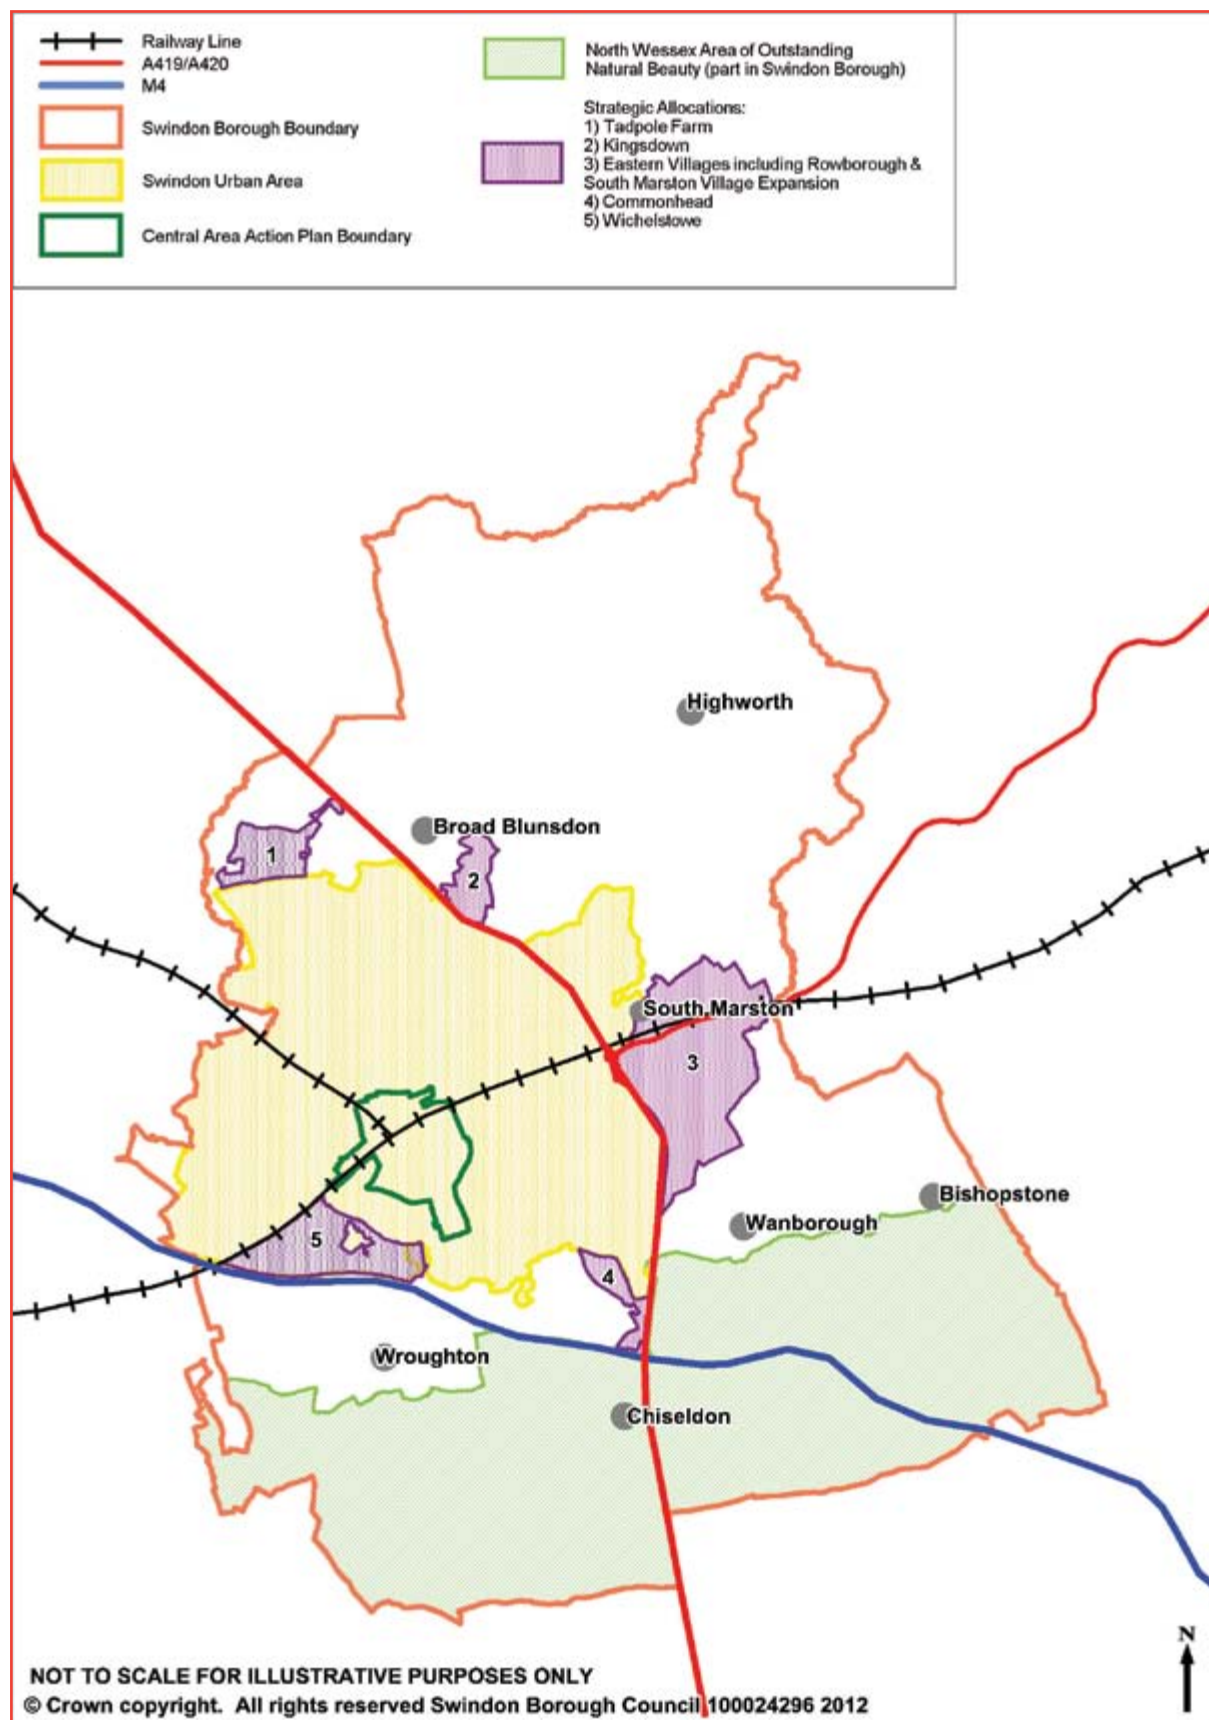 Railway Line
A419/A420
M4
Swindon Borough Boundary
Swindon Urban Area
Central Area Action Plan Boundary
North Wessex Area of Outstanding
Natural Beauty (part in Swindon Borough)
Strategic Allocations:
1) Tadpole Farm
2) Kingsdown
3) Eastern Villages including Rowborough &
South Marston Village Expansion
4) Commonhead
5) Wichelstowe
Highworth
Broad Blunsdon
1
2
South Marston
3
Bishopstone
Wanborough
5
4
Wroughton
Chiseldon
N
NOT TO SCALE FOR ILLUSTRATIVE PURPOSES ONLY
© Crown copyright. All rights reserved Swindon Borough Council 100024296 2012